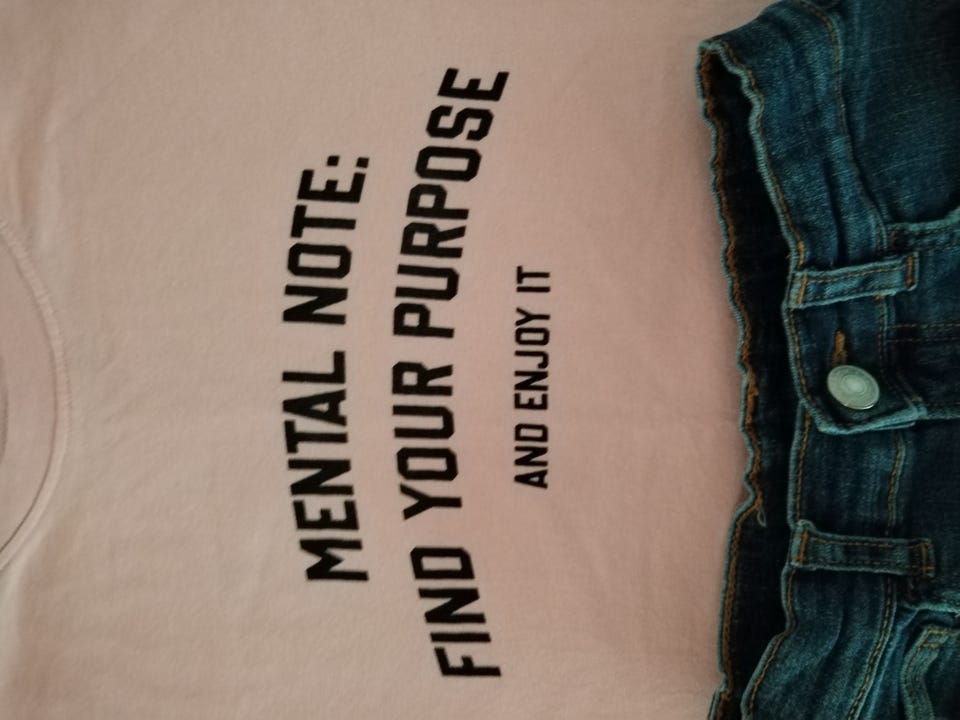 MENTAL NOTE:
FIND YOUR PURPOSE
AND ENJOY IT